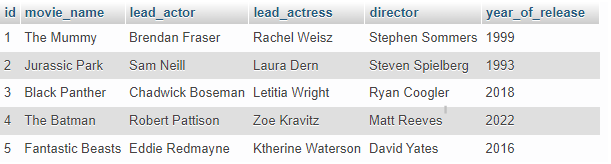 id movie_name lead_actor lead_actress director year_of_release
1 The Mummy Brendan Fraser Rachel Weisz Stephen Sommers 1999
2 Jurassic Park Sam Neill Laura Dern Steven Spielberg 1993
3 Black Panther Chadwick Boseman Letitia Wright Ryan Coogler 2018
4 The Batman Robert Pattison Zoe Kravitz Matt Reeves 2022
5 Fantastic Beasts Eddie Redmayne Ktherine Waterson David Yates 2016